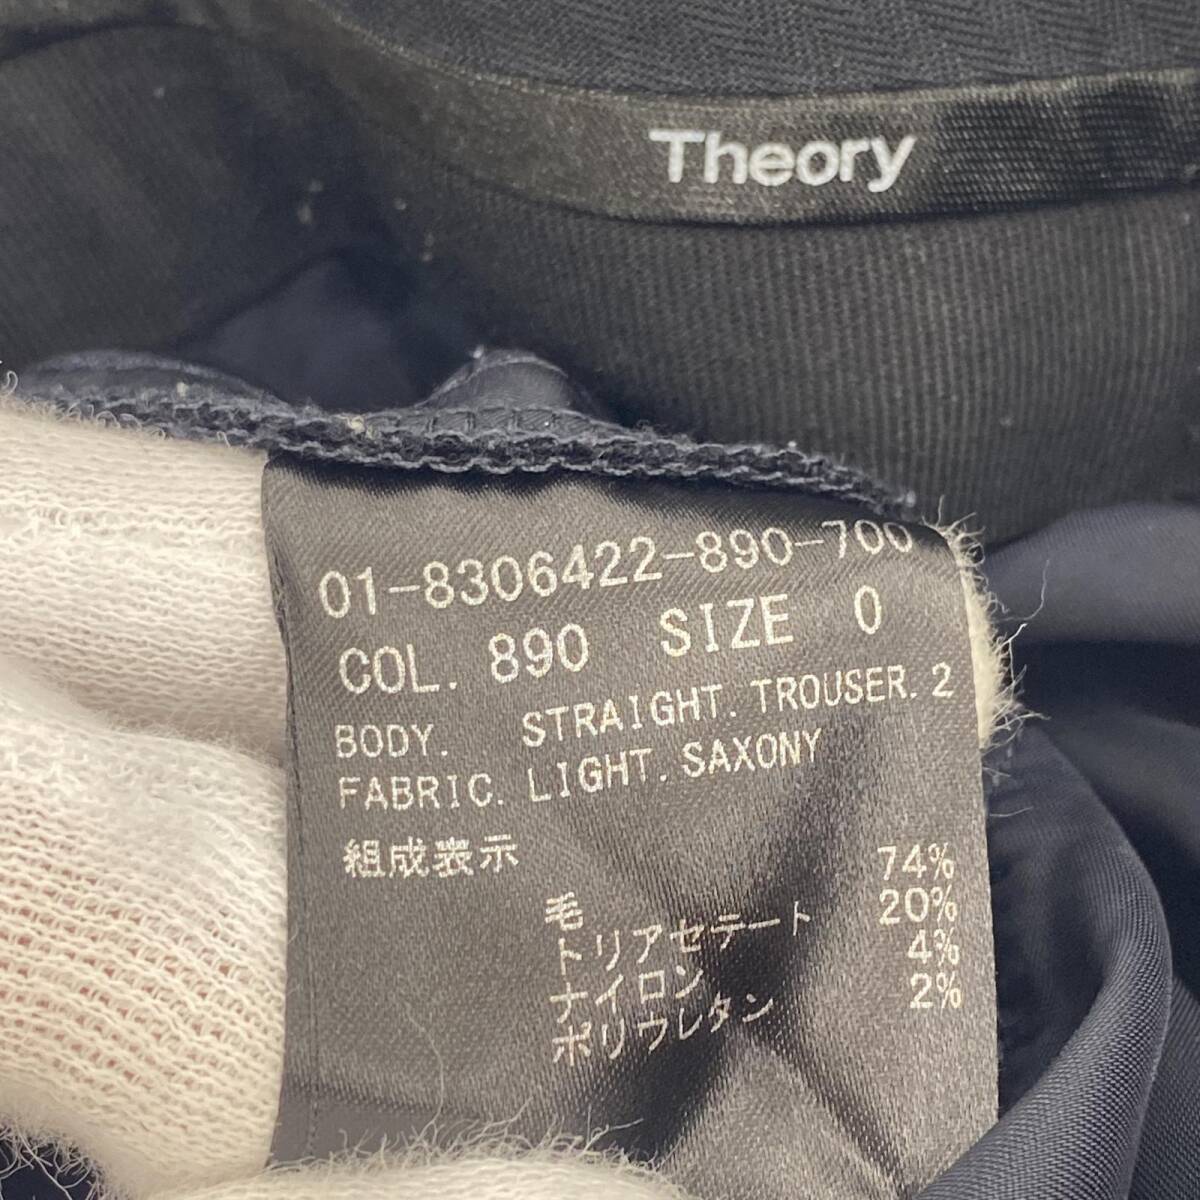 Theory
01-8306422-890-700
COL. 890 SIZE 0
BODY. STRAIGHT.TROUSER.2
FABRIC. LIGHT.SAXONY
組成表示
毛 74%
トリアセテート 20%
ナイロン 4%
ポリウレタン 2%